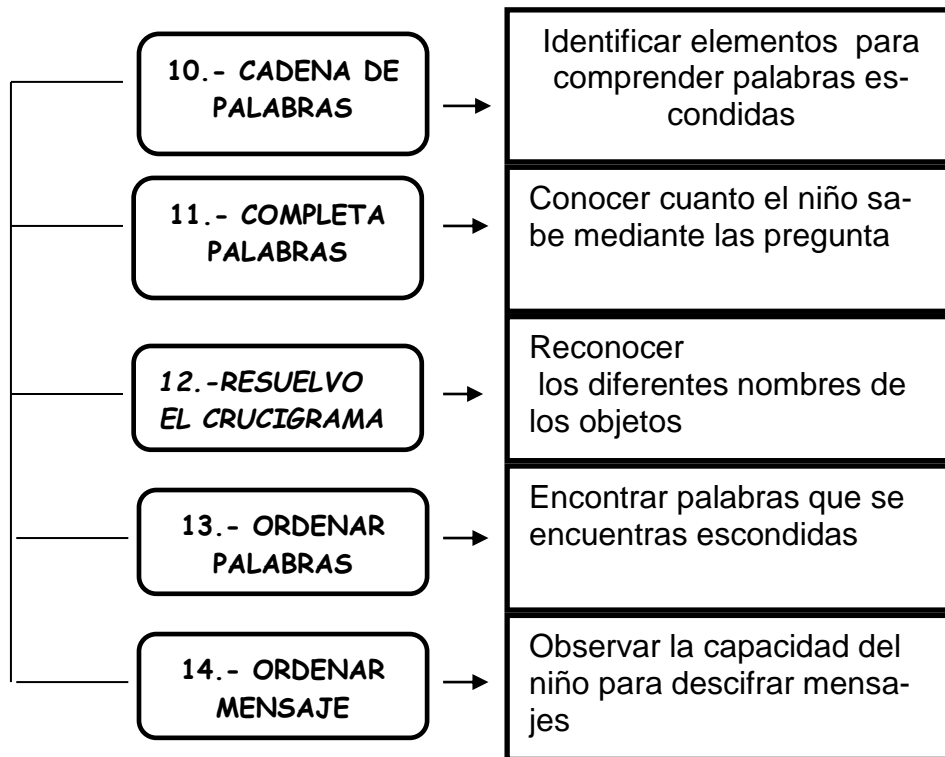 10.- CADENA DE
PALABRAS
Identificar elementos para
comprender palabras es-
condidas
11.- COMPLETA
PALABRAS
Conocer cuanto el niño sa-
be mediante las pregunta
12.-RESUELVO
EL CRUCIGRAMA
Reconocer
los diferentes nombres de
los objetos
13.- ORDENAR
PALABRAS
Encontrar palabras que se
encuentras escondidas
14.- ORDENAR
MENSAJE
Observar la capacidad del
niño para descifrar mensa-
jes